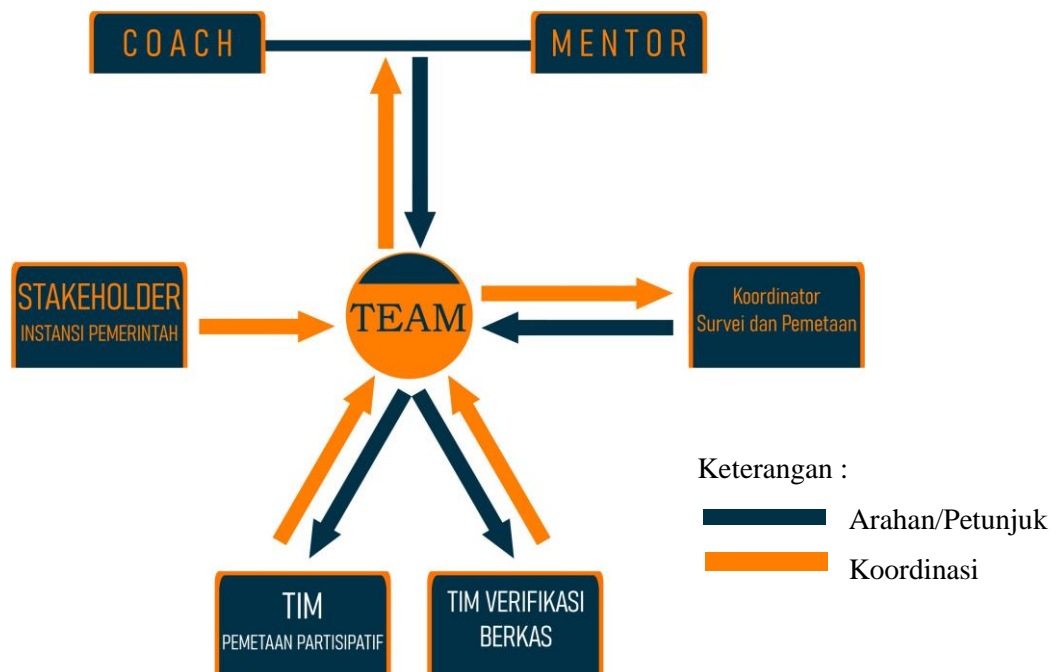 COACH
MENTOR
STAKEHOLDER
INSTANSI PEMERINTAH
TEAM
Koordinator
Survei dan Pemetaan
Keterangan :
Arahan/Petunjuk
Koordinasi
TIM
PEMETAAN PARTISIPATIF
TIM VERIFIKASI
BERKAS